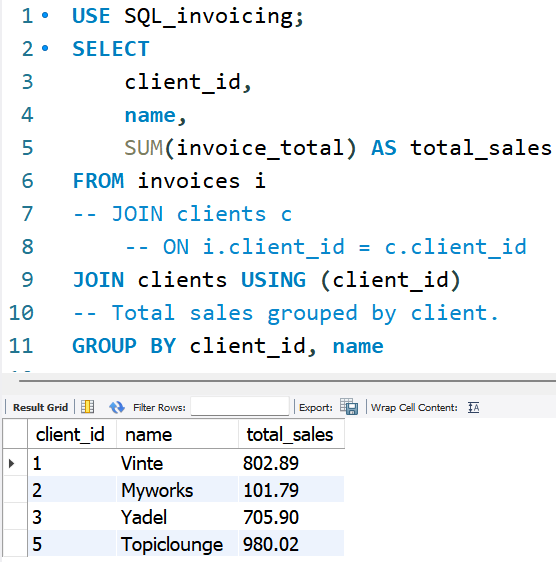 1 USE SQL_invoicing;
2 SELECT
3 client_id,
4 name,
5 SUM(invoice_total) AS total_sales
6 FROM invoices i
7 -- JOIN clients c
8 -- ON i.client_id = c.client_id
9 JOIN clients USING (client_id)
10 -- Total sales grouped by client.
11 GROUP BY client_id, name
Result Grid Filter Rows: Export: Wrap Cell Content: IA
client_id name total_sales
1 Vinte 802.89
2 Myworks 101.79
3 Yadel 705.90
5 Topiclounge 980.02